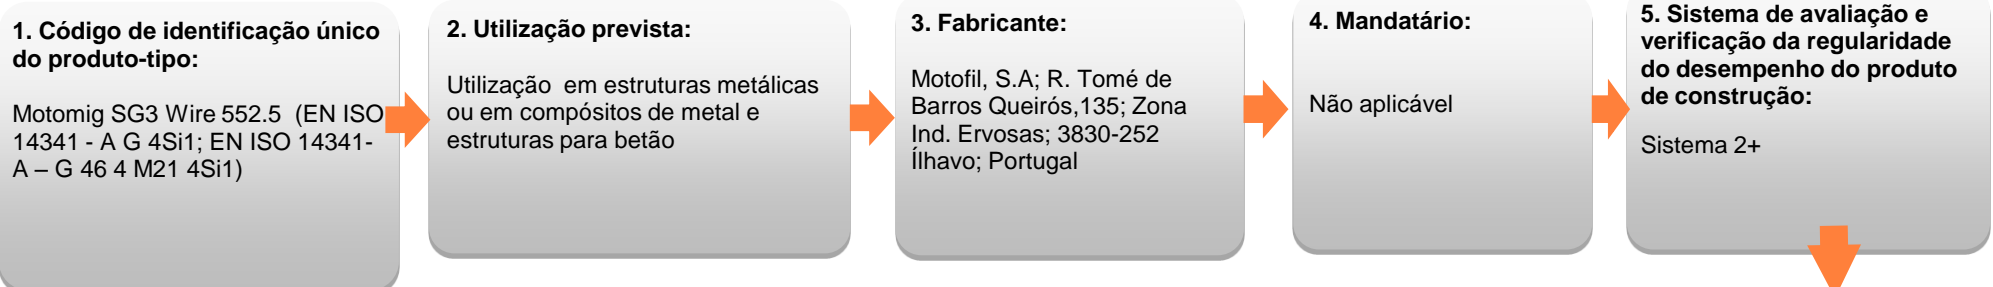 1. Código de identificação único
do produto-tipo:
Motomig SG3 Wire 552.5 (EN ISO
14341 - A G 4Si1; EN ISO 14341-
A – G 46 4 M21 4Si1)
2. Utilização prevista:
Utilização em estruturas metálicas
ou em compósitos de metal e
estruturas para betão
3. Fabricante:
Motofil, S.A; R. Tomé de
Barros Queirós,135; Zona
Ind. Ervosas; 3830-252
Ílhavo; Portugal
4. Mandatário:
Não aplicável
5. Sistema de avaliação e
verificação da regularidade
do desempenho do produto
de construção:
Sistema 2+